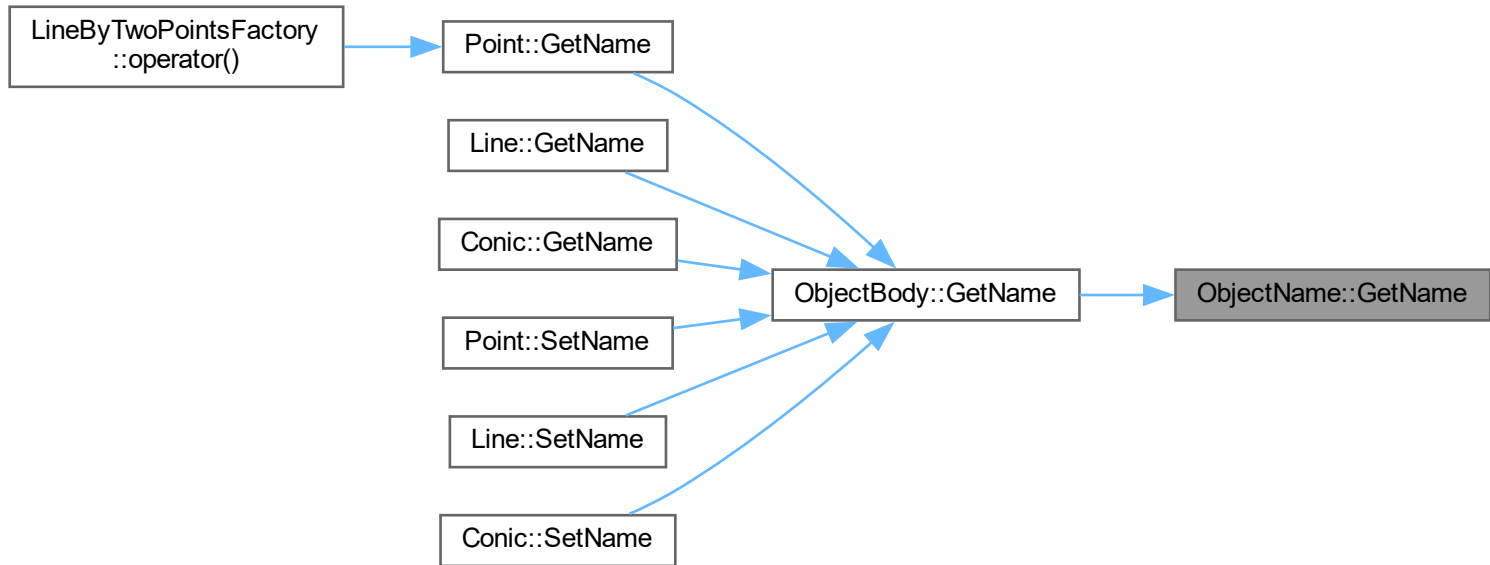 LineByTwoPointsFactory
::operator()
Point::GetName
Line::GetName
Conic::GetName
Point::SetName
Line::SetName
Conic::SetName
ObjectBody::GetName
ObjectName::GetName